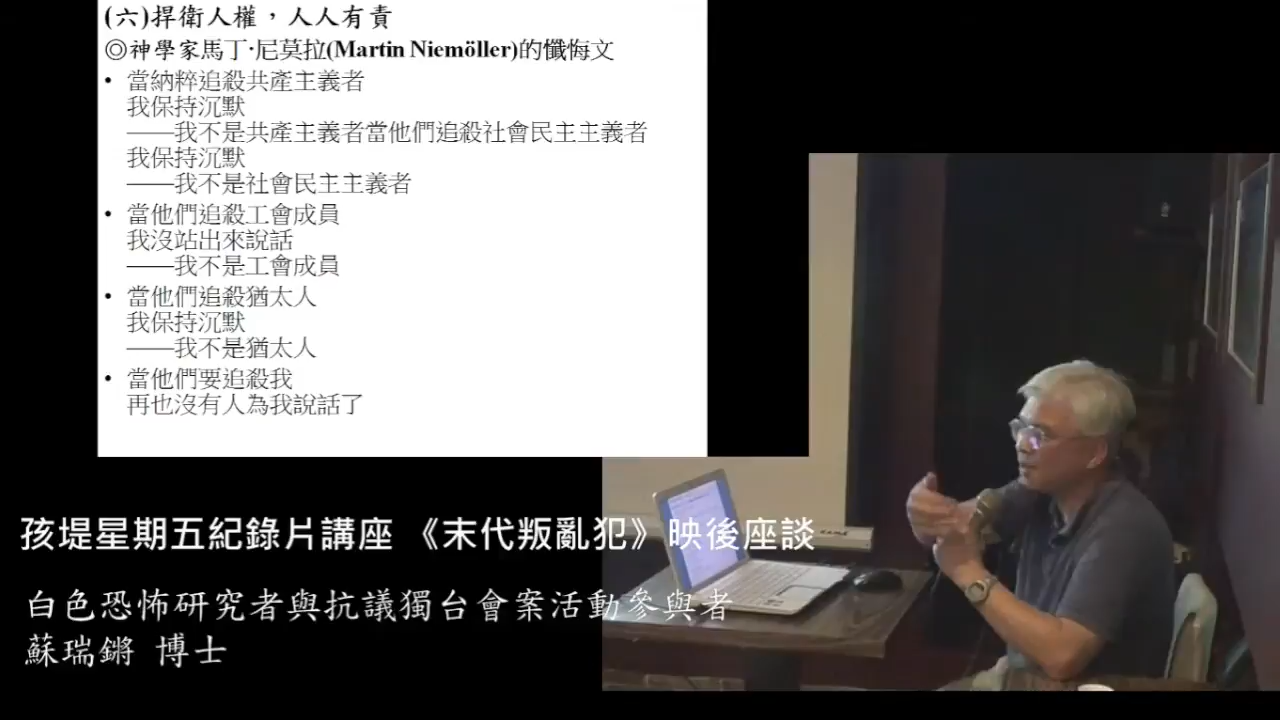 (六)捍衛人權，人人有責
◎神學家馬丁·尼莫拉(Martin Niemöller)的懺悔文
• 當納粹追殺共產主義者
我保持沉默
——我不是共產主義者當他們追殺社會民主主義者
我保持沉默
——我不是社會民主主義者
• 當他們追殺工會成員
我沒站出來說話
——我不是工會成員
• 當他們追殺猶太人
我保持沉默
——我不是猶太人
• 當他們要追殺我
再也沒有人為我說話了
孩堤星期五紀錄片講座 《末代叛亂犯》映後座談
白色恐怖研究者與抗議獨台會案活動參與者
蘇瑞鏘 博士